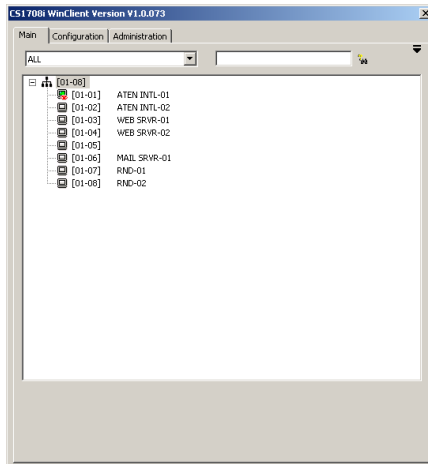 CS1708i WinClient Version V1.0.073
Main Configuration Administration
ALL
[01-08]
[01-01] ATEN INTL-01
[01-02] ATEN INTL-02
[01-03] WEB SRVR-01
[01-04] WEB SRVR-02
[01-05]
[01-06] MAIL SRVR-01
[01-07] RND-01
[01-08] RND-02